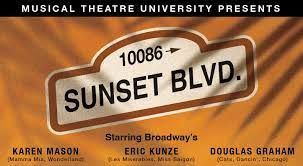 MUSICAL THEATRE UNIVERSITY PRESENTS
10086
SUNSET BLVD.
Starring Broadway's
KAREN MASON ERIC KUNZE DOUGLAS GRAHAM
(Mamma Mia, Wonderland) (Les Miserables, Miss Saigon) (Cats, Dancin', Chicago)